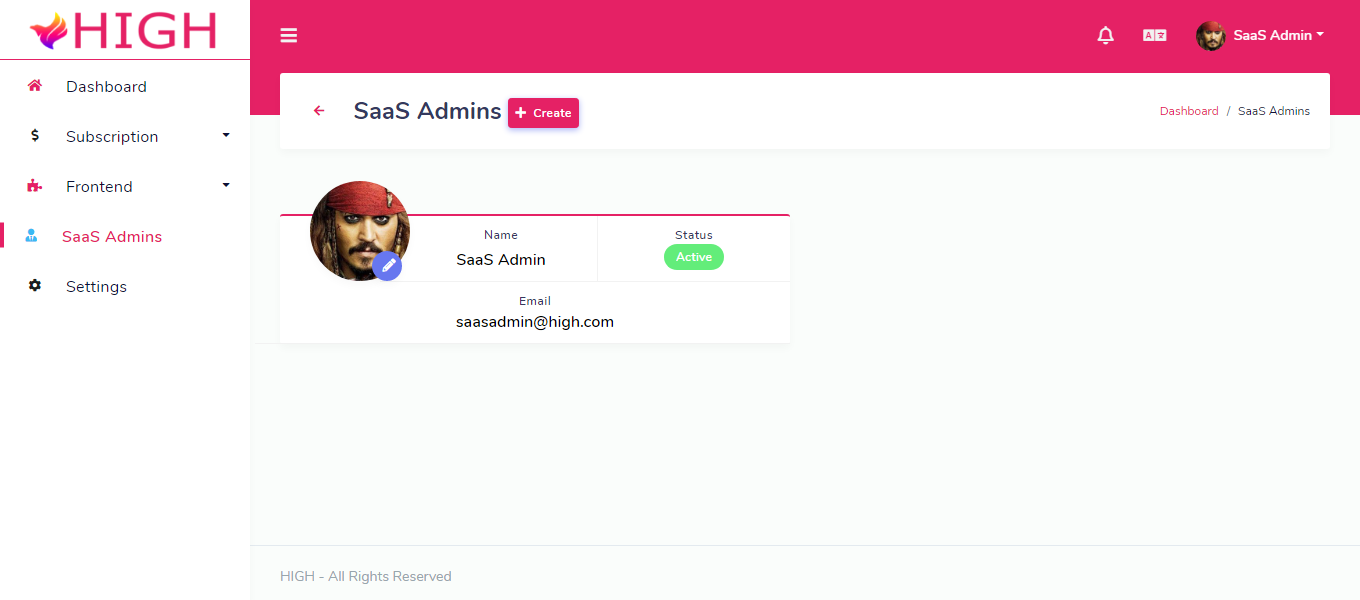 HIGH
SaaS Admin
Dashboard
Subscription
Frontend
SaaS Admins
Settings
SaaS Admins
+ Create
Dashboard / SaaS Admins
Name
SaaS Admin
Status
Active
Email
saasadmin@high.com
HIGH - All Rights Reserved